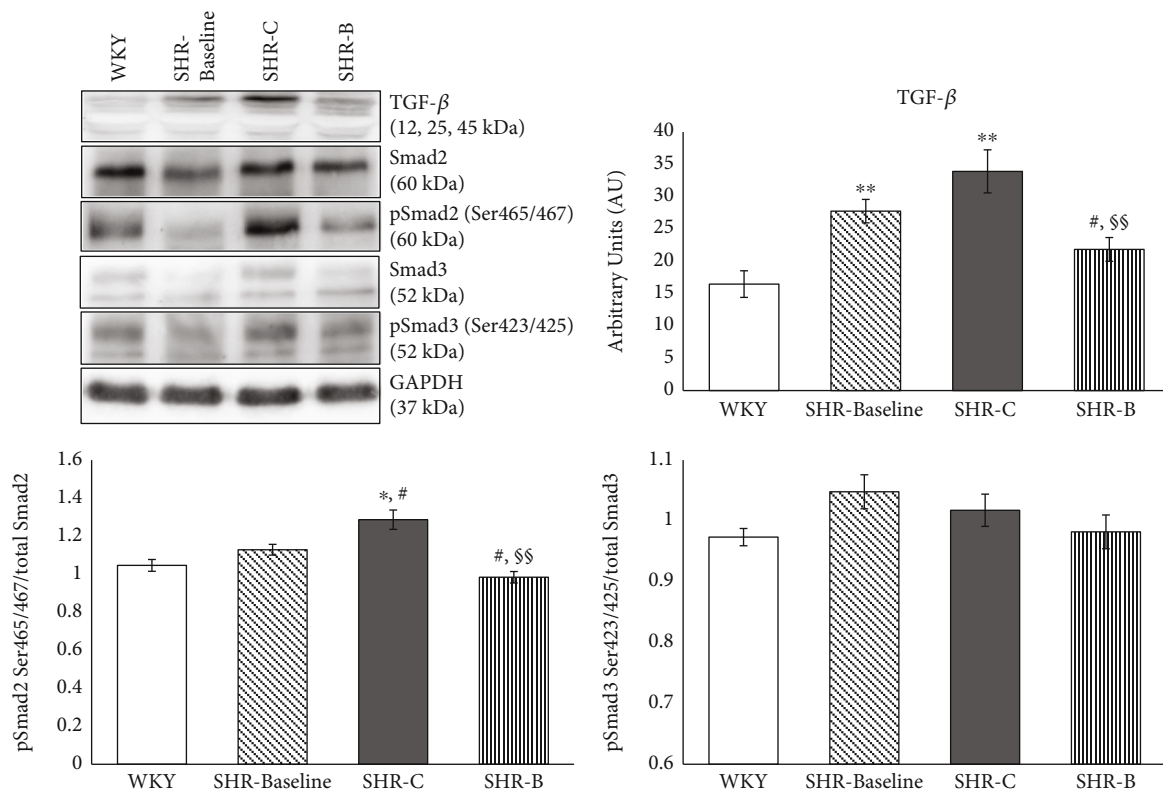 WKY
SHR-
Baseline
SHR-C
SHR-B
TGF-β
(12, 25, 45 kDa)
Smad2
(60 kDa)
pSmad2 (Ser465/467)
(60 kDa)
Smad3
(52 kDa)
pSmad3 (Ser423/425)
(52 kDa)
GAPDH
(37 kDa)
TGF-β
Arbitrary Units (AU)
40
35
30
25
20
15
10
5
0
**
**
#, §§
WKY
SHR-Baseline
SHR-C
SHR-B
pSmad2 Ser465/467/total Smad2
1.6
1.4
1.2
1
0.8
0.6
0.4
0.2
0
*, #
#, §§
WKY
SHR-Baseline
SHR-C
SHR-B
pSmad3 Ser423/425/total Smad3
1.1
1
0.9
0.8
0.7
0.6
WKY
SHR-Baseline
SHR-C
SHR-B